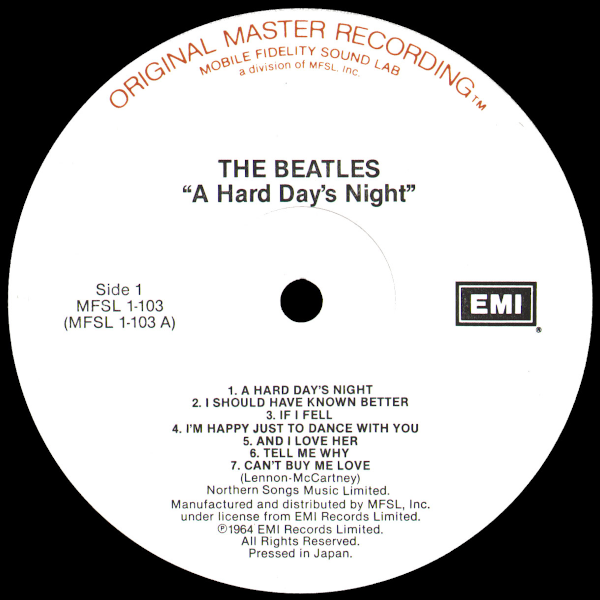 ORIGINAL MASTER RECORDING™
MOBILE FIDELITY SOUND LAB
a division of MFSL, Inc.
THE BEATLES
“A Hard Day's Night”
Side 1
MFSL 1-103
(MFSL 1-103 A)
EMI
®
1. A HARD DAY'S NIGHT
2. I SHOULD HAVE KNOWN BETTER
3. IF I FELL
4. I'M HAPPY JUST TO DANCE WITH YOU
5. AND I LOVE HER
6. TELL ME WHY
7. CAN'T BUY ME LOVE
(Lennon-McCartney)
Northern Songs Music Limited.
Manufactured and distributed by MFSL, Inc.
under license from EMI Records Limited.
℗1964 EMI Records Limited.
All Rights Reserved.
Pressed in Japan.